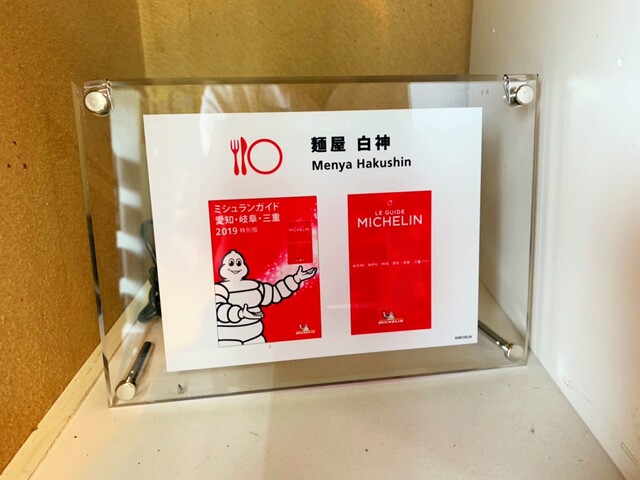 麺屋 白神
Menya Hakushin
ミシュランガイド
愛知・岐阜・三重
2019 特別版
MICHELIN
LE GUIDE
MICHELIN
MICHELIN